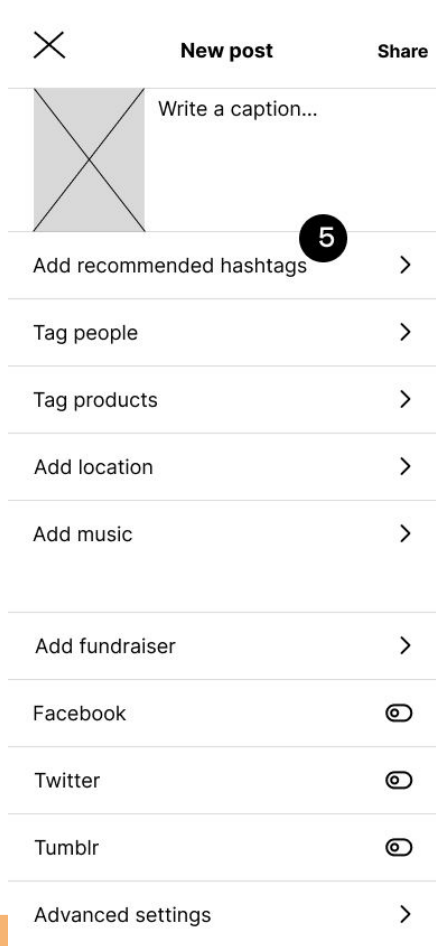 New post Share
Write a caption...
5
Add recommended hashtags
Tag people
Tag products
Add location
Add music
Add fundraiser
Facebook
Twitter
Tumblr
Advanced settings